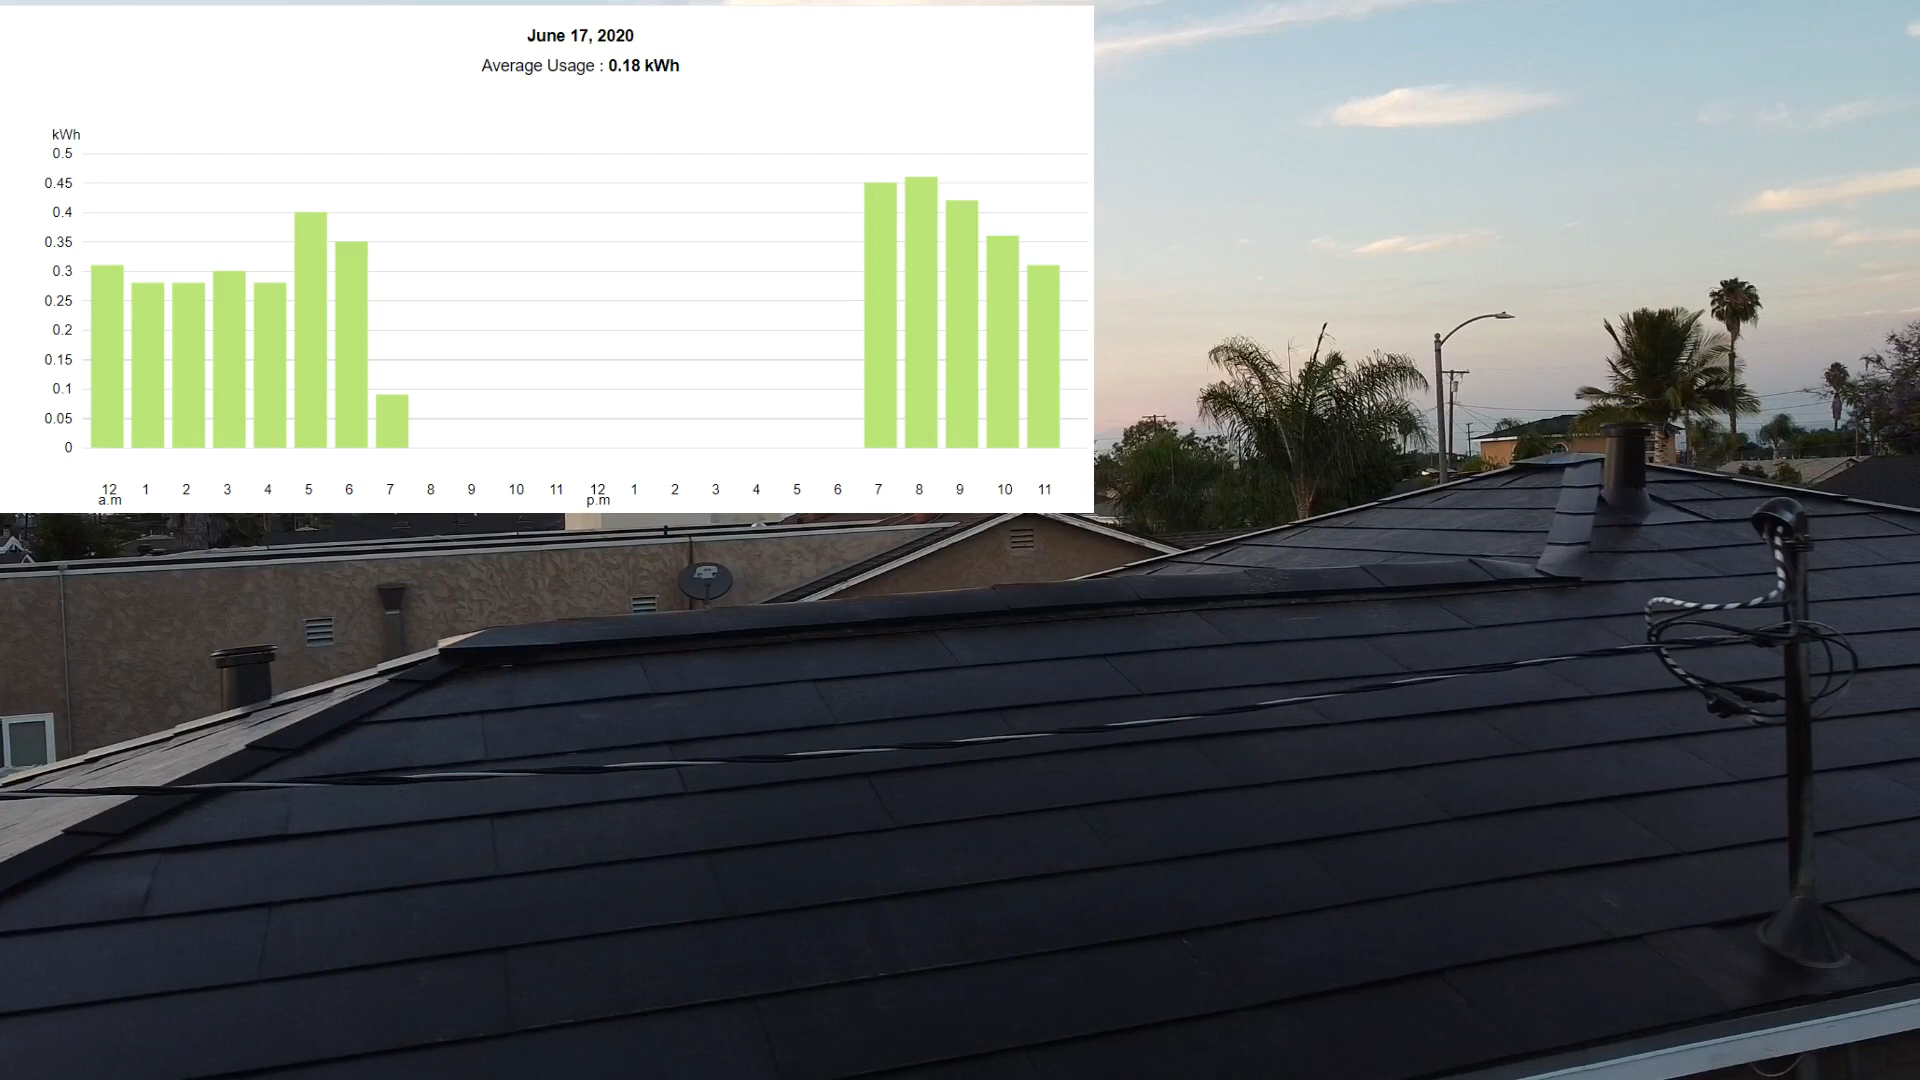 June 17, 2020
Average Usage : 0.18 kWh
kWh
0.5
0.45
0.4
0.35
0.3
0.25
0.2
0.15
0.1
0.05
0
12 1 2 3 4 5 6 7 8 9 10 11 12 1 2 3 4 5 6 7 8 9 10 11
a.m p.m